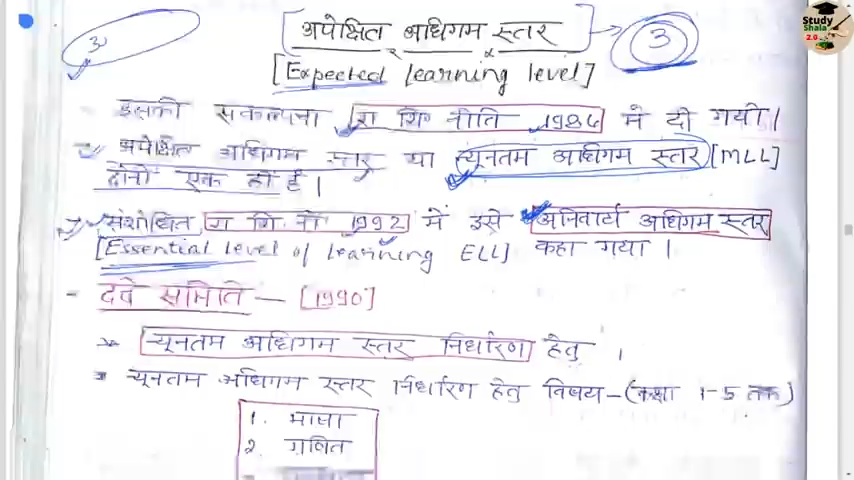 अपेक्षित अधिगम स्तर
3
[Expected learning level]
इसकी संकल्पना रा शि नीति 1986 में दी गयी।
अपेक्षित अधिगम स्तर या न्यूनतम अधिगम स्तर [MLL]
दोनो एक ही है।
संशोधित रा शि नी 1992 में इसे अनिवार्य अधिगम स्तर
[Essential level of learning ELL] कहा गया।
- दवे समिति - [1990]
न्यूनतम अधिगम स्तर निर्धारण हेतु।
न्यूनतम अधिगम स्तर निर्धारण हेतु विषय - (कक्षा 1-5 तक)
1. भाषा
2. गणित
Study
Shala
2.0